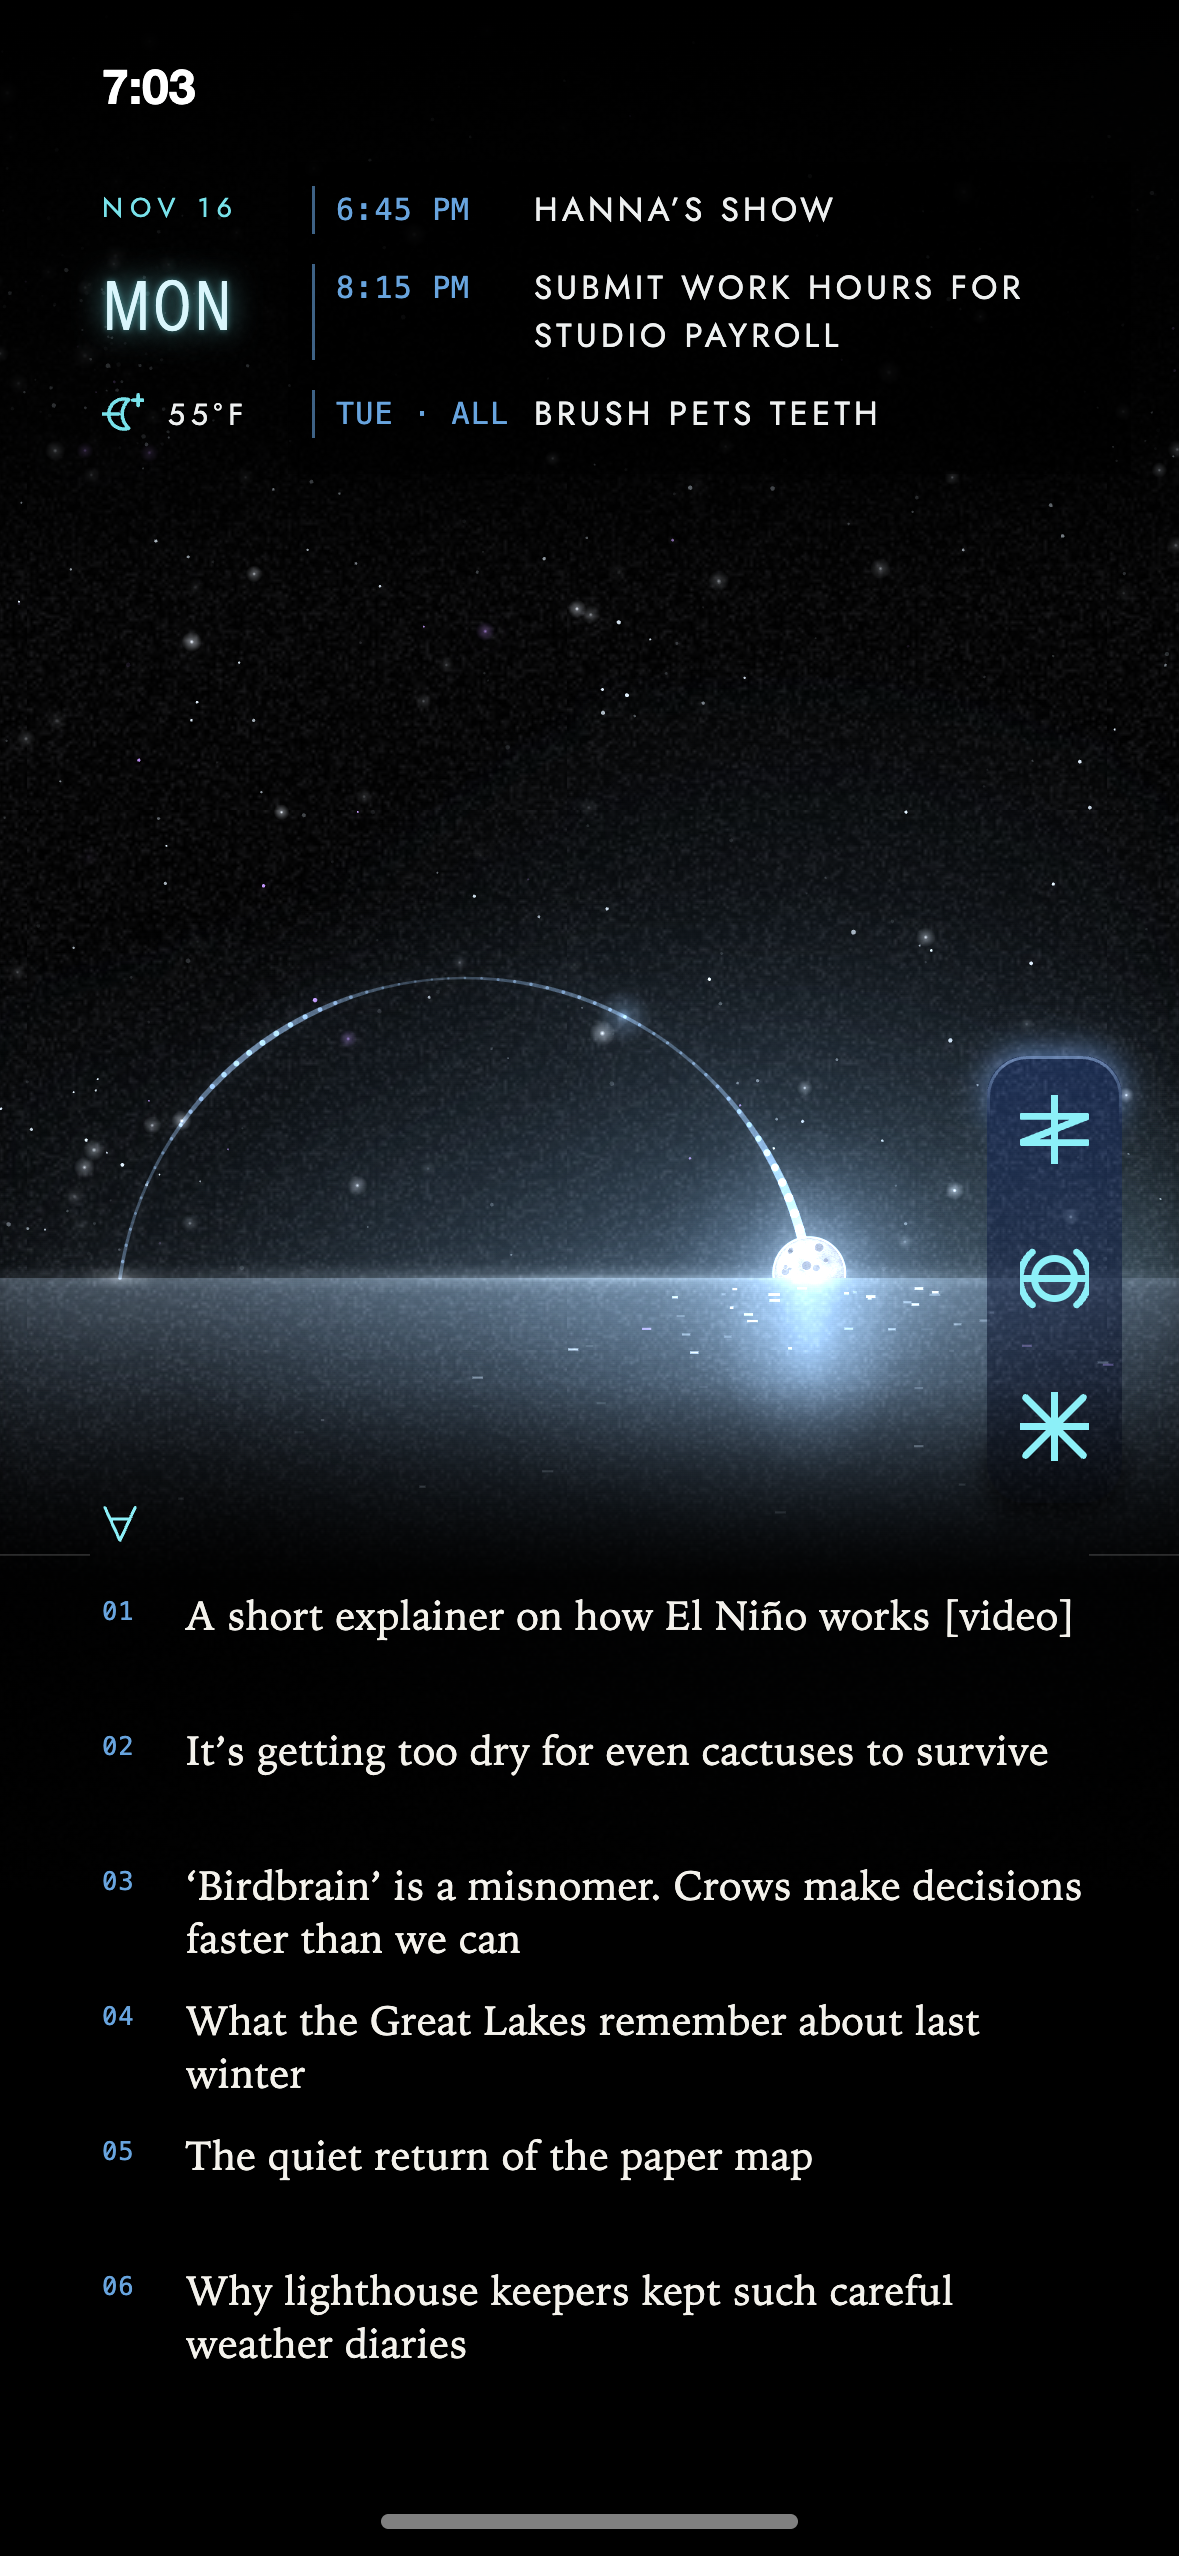 7:03
NOV 16
MON
55°F
6:45 PM HANNA’S SHOW
8:15 PM SUBMIT WORK HOURS FOR
STUDIO PAYROLL
TUE · ALL BRUSH PETS TEETH
01 A short explainer on how El Niño works [video]
02 It’s getting too dry for even cactuses to survive
03 ‘Birdbrain’ is a misnomer. Crows make decisions
faster than we can
04 What the Great Lakes remember about last
winter
05 The quiet return of the paper map
06 Why lighthouse keepers kept such careful
weather diaries